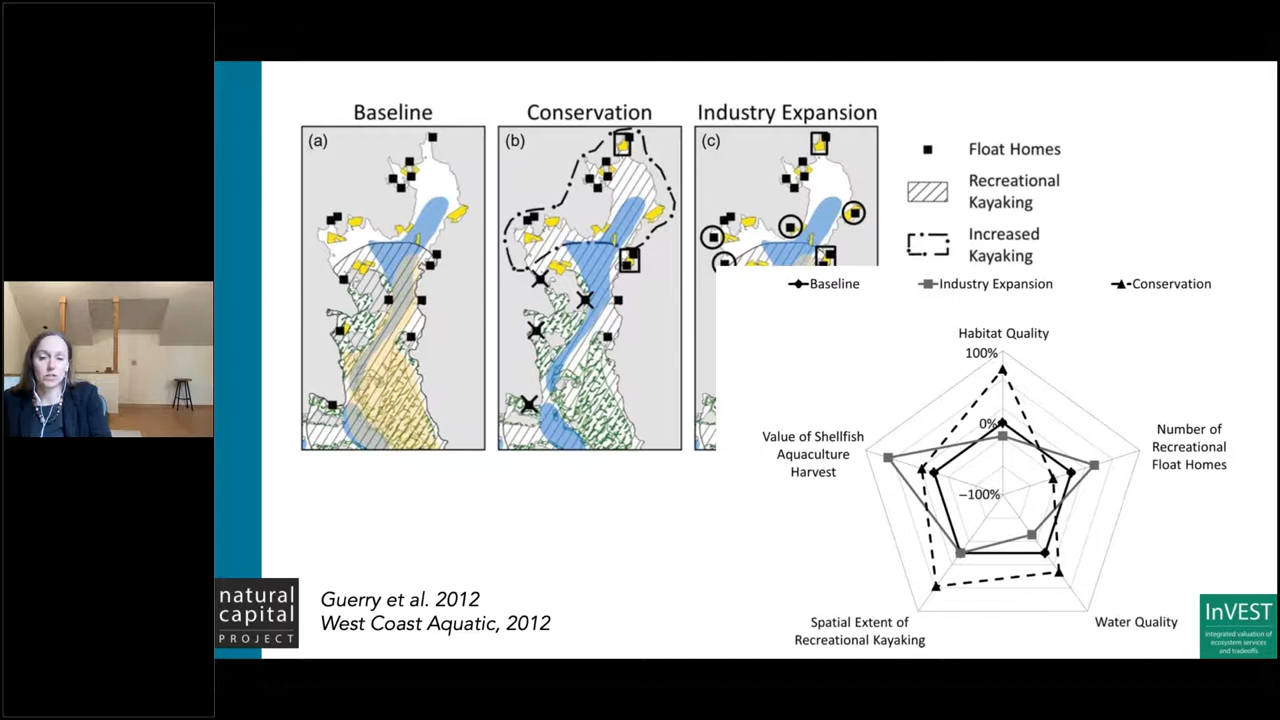 Baseline
Conservation
Industry Expansion
(a)
(b)
(c)
Float Homes
Recreational
Kayaking
Increased
Kayaking
Baseline
Industry Expansion
Conservation
Habitat Quality
100%
0%
–100%
Value of Shellfish
Aquaculture
Harvest
Number of
Recreational
Float Homes
Spatial Extent of
Recreational Kayaking
Water Quality
natural
capital
PROJECT
Guerry et al. 2012
West Coast Aquatic, 2012
InVEST
integrated valuation of
ecosystem services
and tradeoffs